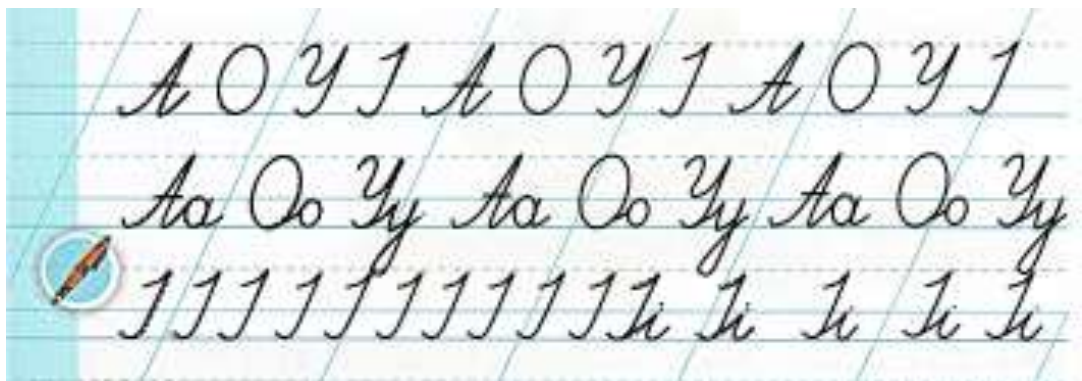 А О У І А О У І А О У І
Аа Оо Уу Аа Оо Уу Аа Оо Уу
І І І І І І І І І І Іі Іі Іі Іі Іі